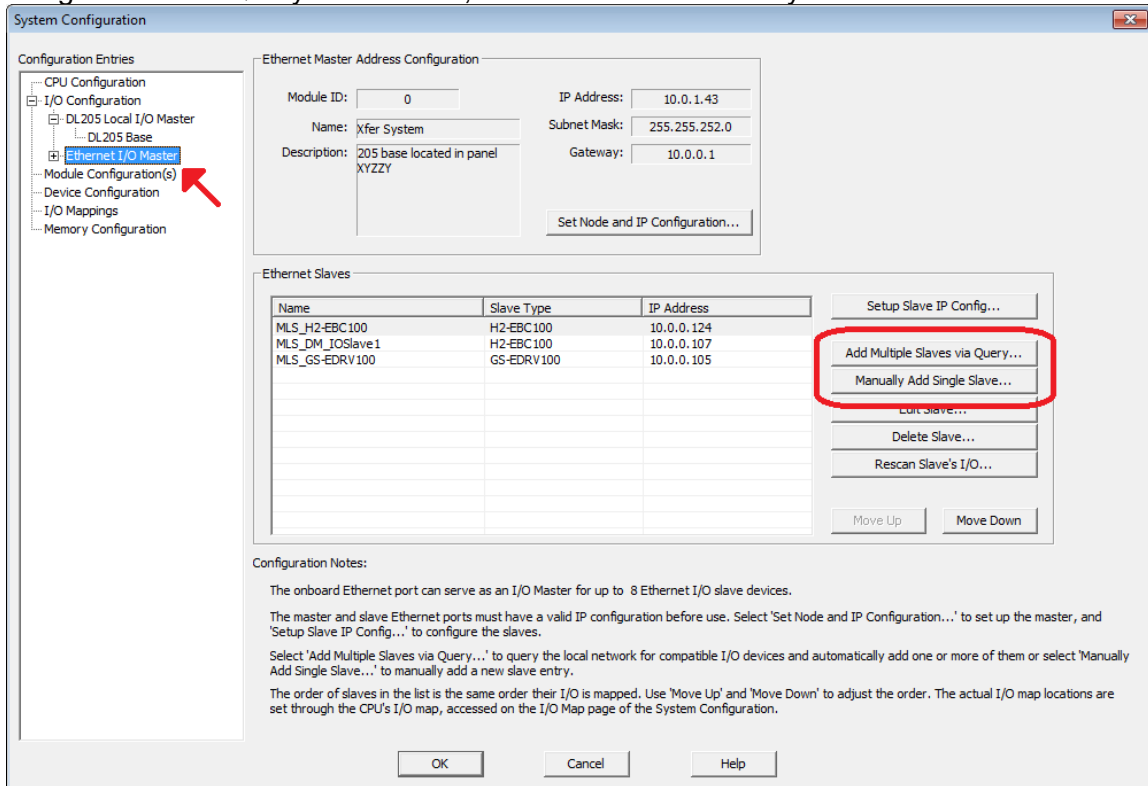 System Configuration
Configuration Entries
CPU Configuration
I/O Configuration
DL205 Local I/O Master
DL205 Base
Ethernet I/O Master
Module Configuration(s)
Device Configuration
I/O Mappings
Memory Configuration
Ethernet Master Address Configuration
Module ID: 0
IP Address: 10.0.1.43
Name: Xfer System
Subnet Mask: 255.255.252.0
Description: 205 base located in panel
XYZZY
Gateway: 10.0.0.1
Set Node and IP Configuration...
Ethernet Slaves
Name Slave Type IP Address
MLS_H2-EBC100 H2-EBC100 10.0.0.124
MLS_DM_IOSlave1 H2-EBC100 10.0.0.107
MLS_GS-EDRV100 GS-EDRV100 10.0.0.105
Setup Slave IP Config...
Add Multiple Slaves via Query...
Manually Add Single Slave...
Edit Slave...
Delete Slave...
Rescan Slave's I/O...
Move Up Move Down
Configuration Notes:
The onboard Ethernet port can serve as an I/O Master for up to 8 Ethernet I/O slave devices.
The master and slave Ethernet ports must have a valid IP configuration before use. Select 'Set Node and IP Configuration...' to set up the master, and
'Setup Slave IP Config...' to configure the slaves.
Select 'Add Multiple Slaves via Query...' to query the local network for compatible I/O devices and automatically add one or more of them or select 'Manually
Add Single Slave...' to manually add a new slave entry.
The order of slaves in the list is the same order their I/O is mapped. Use 'Move Up' and 'Move Down' to adjust the order. The actual I/O map locations are
set through the CPU's I/O map, accessed on the I/O Map page of the System Configuration.
OK Cancel Help